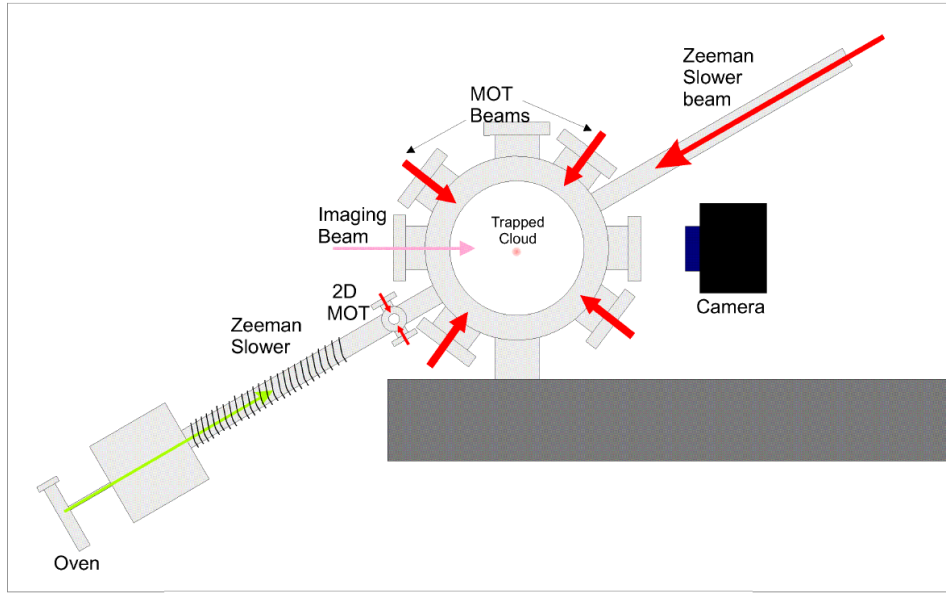 Zeeman
Slower
beam
MOT
Beams
Imaging
Beam
Trapped
Cloud
2D
MOT
Zeeman
Slower
Camera
Oven